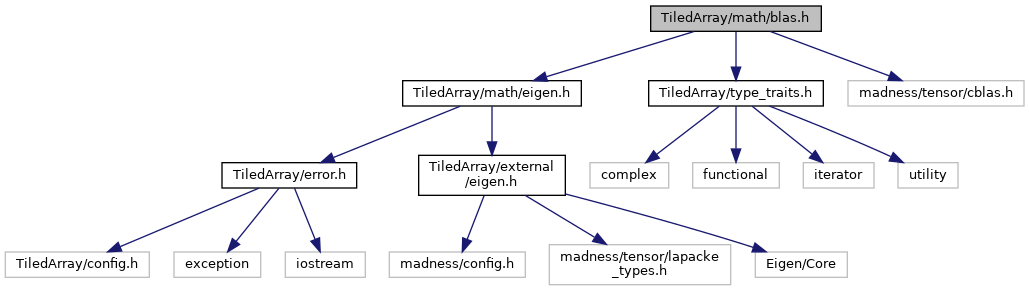 TiledArray/math/blas.h
TiledArray/math/eigen.h
TiledArray/type_traits.h
madness/tensor/cblas.h
TiledArray/error.h
TiledArray/external
/eigen.h
complex
functional
iterator
utility
TiledArray/config.h
exception
iostream
madness/config.h
madness/tensor/lapacke
_types.h
Eigen/Core